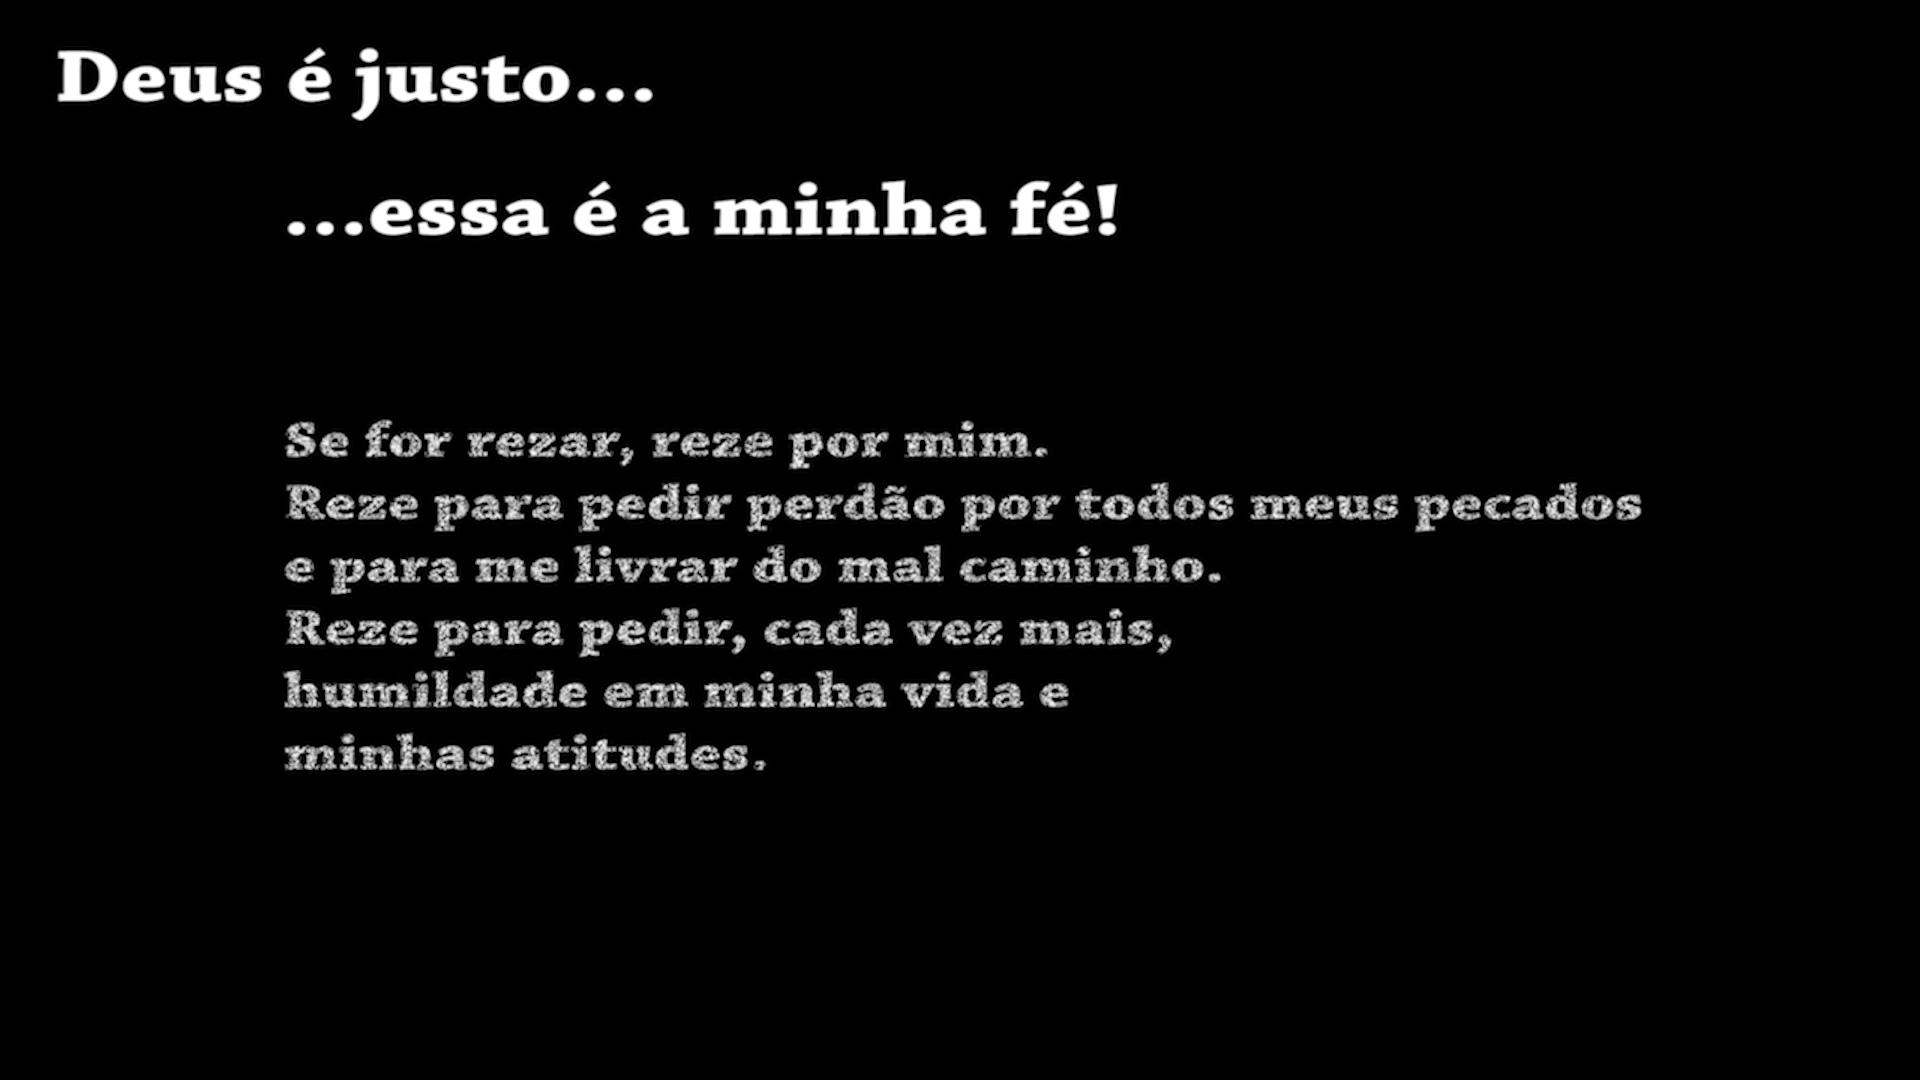 Deus é justo...
...essa é a minha fé!
Se for rezar, reze por mim.
Reze para pedir perdão por todos meus pecados
e para me livrar do mal caminho.
Reze para pedir, cada vez mais,
humildade em minha vida e
minhas atitudes.